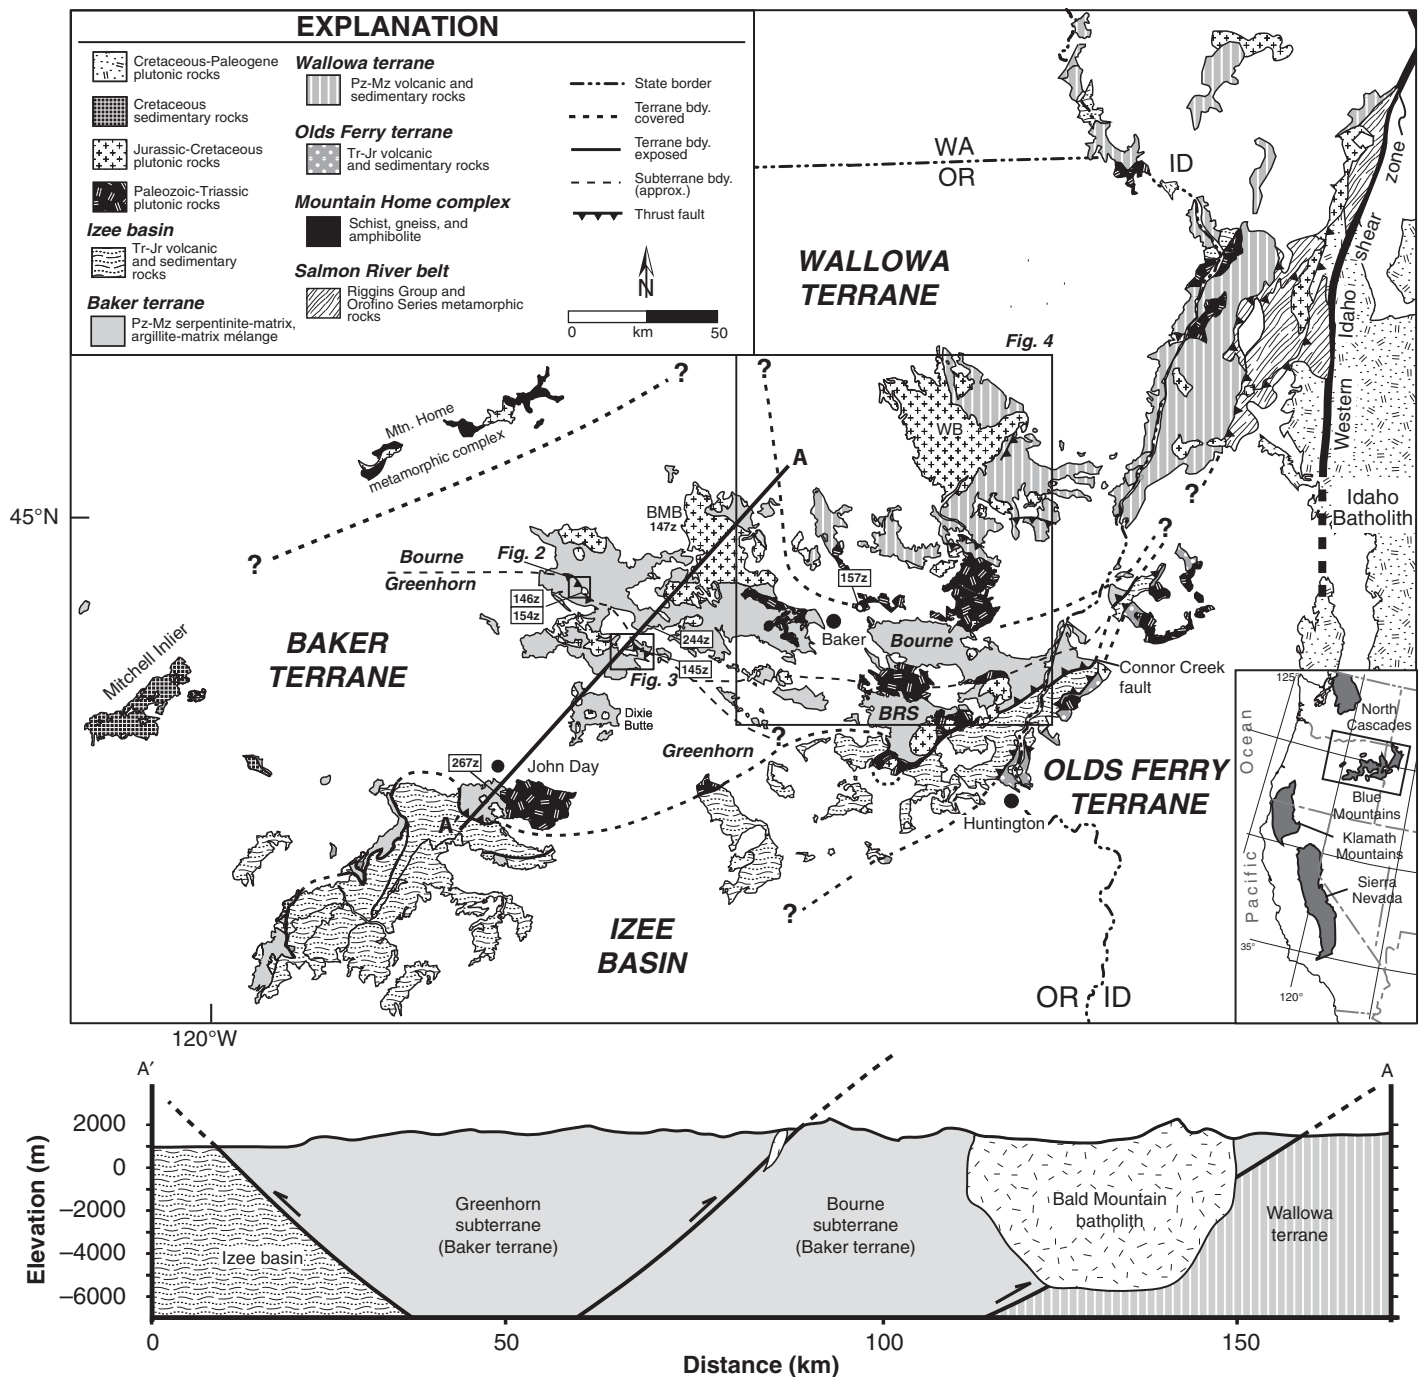 EXPLANATION
Cretaceous-Paleogene
plutonic rocks
Cretaceous
sedimentary rocks
Jurassic-Cretaceous
plutonic rocks
Paleozoic-Triassic
plutonic rocks
Izee basin
Tr-Jr volcanic
and sedimentary
rocks
Baker terrane
Pz-Mz serpentinite-matrix,
argillite-matrix mélange
Wallowa terrane
Pz-Mz volcanic and
sedimentary rocks
Olds Ferry terrane
Tr-Jr volcanic
and sedimentary rocks
Mountain Home complex
Schist, gneiss, and
amphibolite
Salmon River belt
Riggins Group and
Orofino Series metamorphic
rocks
State border
Terrane bdy.
covered
Terrane bdy.
exposed
Subterrane bdy.
(approx.)
Thrust fault
N
0 km 50
WA
OR
ID
WALLOWA
TERRANE
Western Idaho shear zone
Idaho
Batholith
Fig. 4
?
?
Mtn. Home
metamorphic complex
A
WB
45°N
BMB
147z
?
?
?
Bourne
Greenhorn
Fig. 2
146z
154z
157z
244z
145z
Fig. 3
Baker
Bourne
BRS
Connor Creek
fault
BAKER
TERRANE
Mitchell Inlier
Dixie
Butte
Greenhorn
?
267z
John Day
A′
OLDS FERRY
TERRANE
Huntington
?
IZEE
BASIN
OR
ID
120°W
125°
North
Cascades
Pacific Ocean
Blue
Mountains
Klamath
Mountains
Sierra
Nevada
35°
120°
A′
A
Elevation (m)
2000
0
–2000
–4000
–6000
Izee basin
Greenhorn
subterrane
(Baker terrane)
Bourne
subterrane
(Baker terrane)
Bald Mountain
batholith
Wallowa
terrane
0
50
100
150
Distance (km)